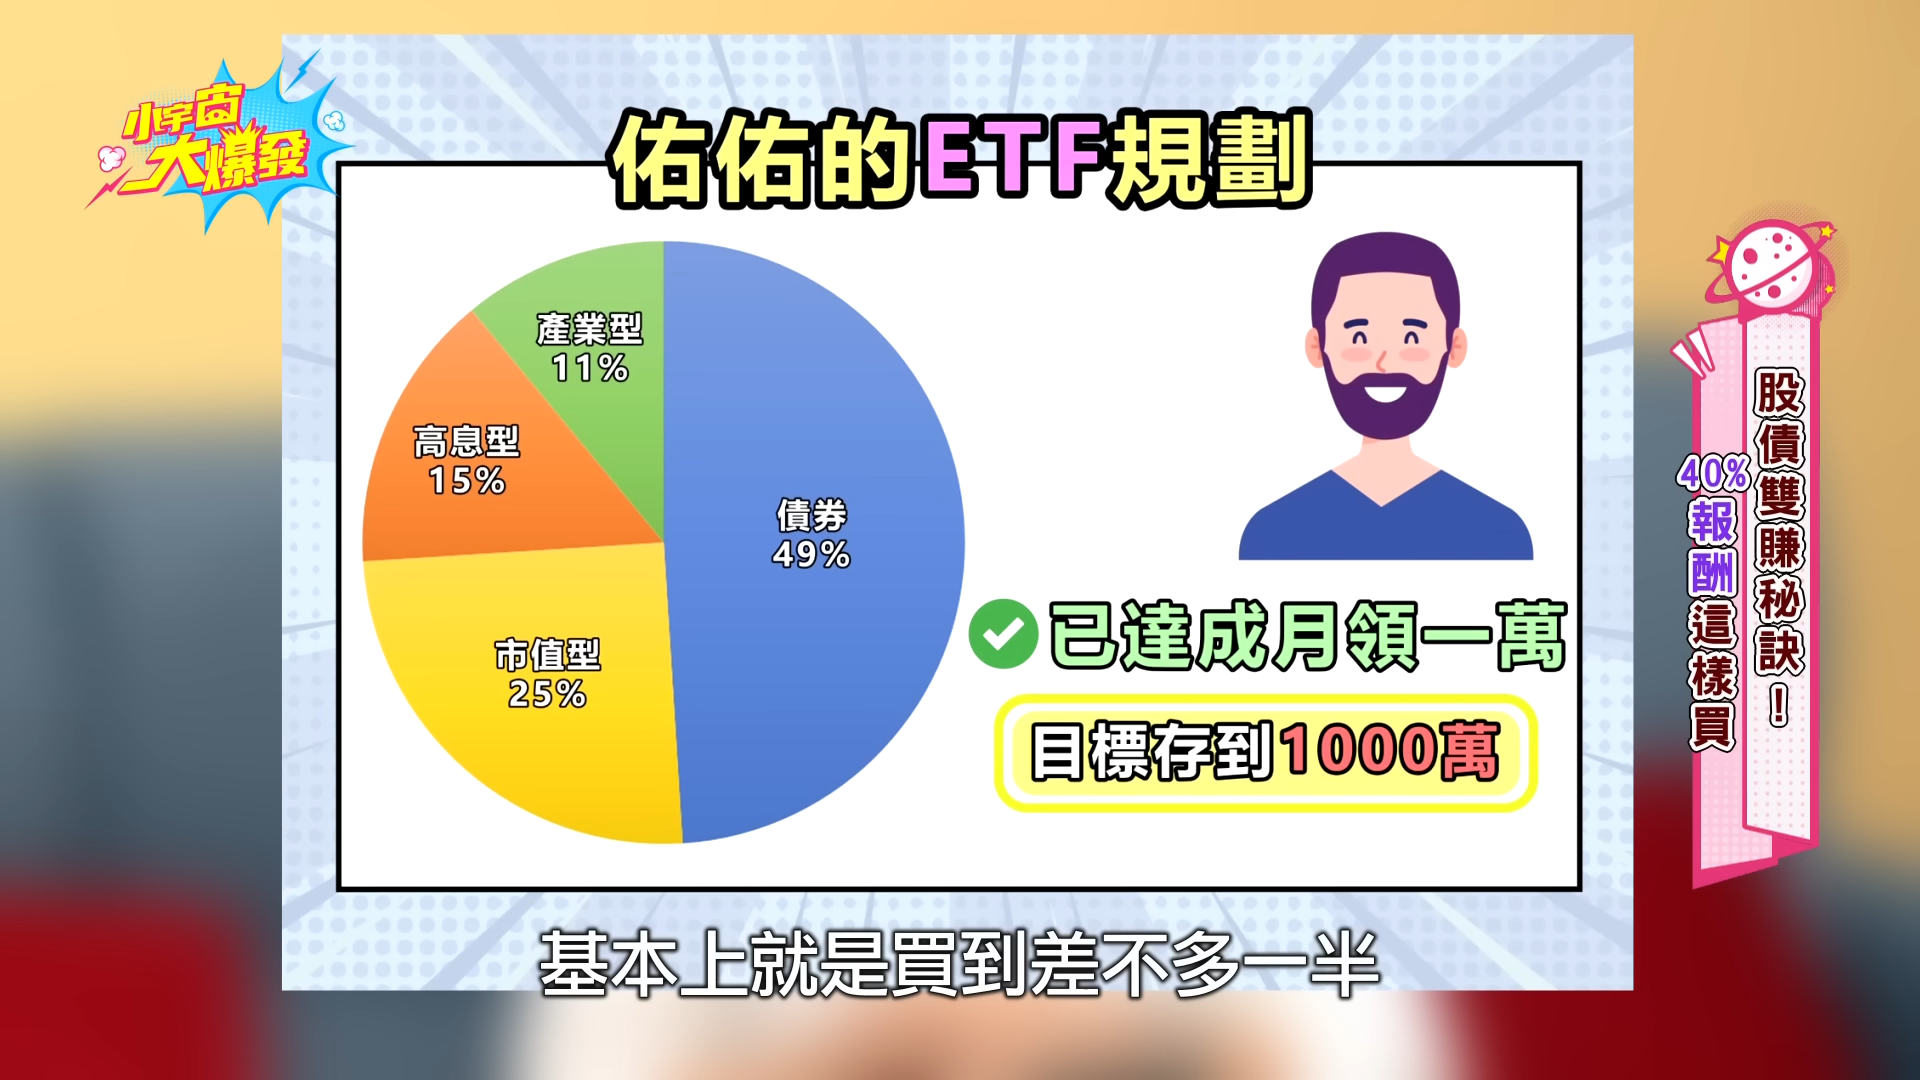 小宇宙
大爆發
佑佑的ETF規劃
產業型
11%
高息型
15%
債券
49%
市值型
25%
已達成月領一萬
目標存到1000萬
股債雙賺秘訣！
40%報酬這樣買
基本上就是買到差不多一半